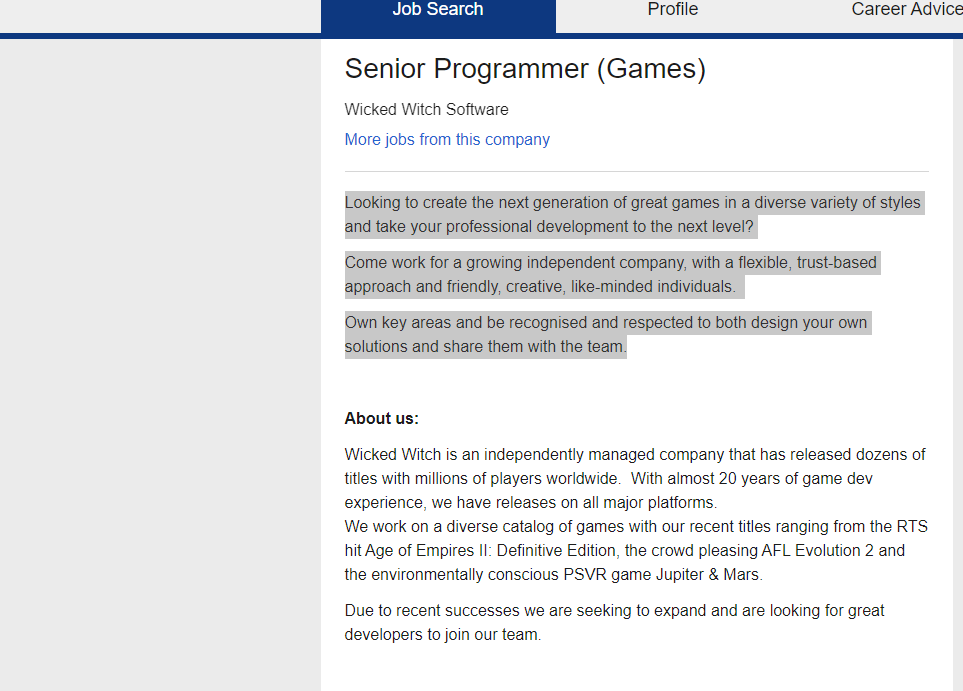 Job Search
Profile
Career Advice
Senior Programmer (Games)
Wicked Witch Software
More jobs from this company
Looking to create the next generation of great games in a diverse variety of styles
and take your professional development to the next level?
Come work for a growing independent company, with a flexible, trust-based
approach and friendly, creative, like-minded individuals.
Own key areas and be recognised and respected to both design your own
solutions and share them with the team.
About us:
Wicked Witch is an independently managed company that has released dozens of
titles with millions of players worldwide.  With almost 20 years of game dev
experience, we have releases on all major platforms.
We work on a diverse catalog of games with our recent titles ranging from the RTS
hit Age of Empires II: Definitive Edition, the crowd pleasing AFL Evolution 2 and
the environmentally conscious PSVR game Jupiter & Mars.
Due to recent successes we are seeking to expand and are looking for great
developers to join our team.